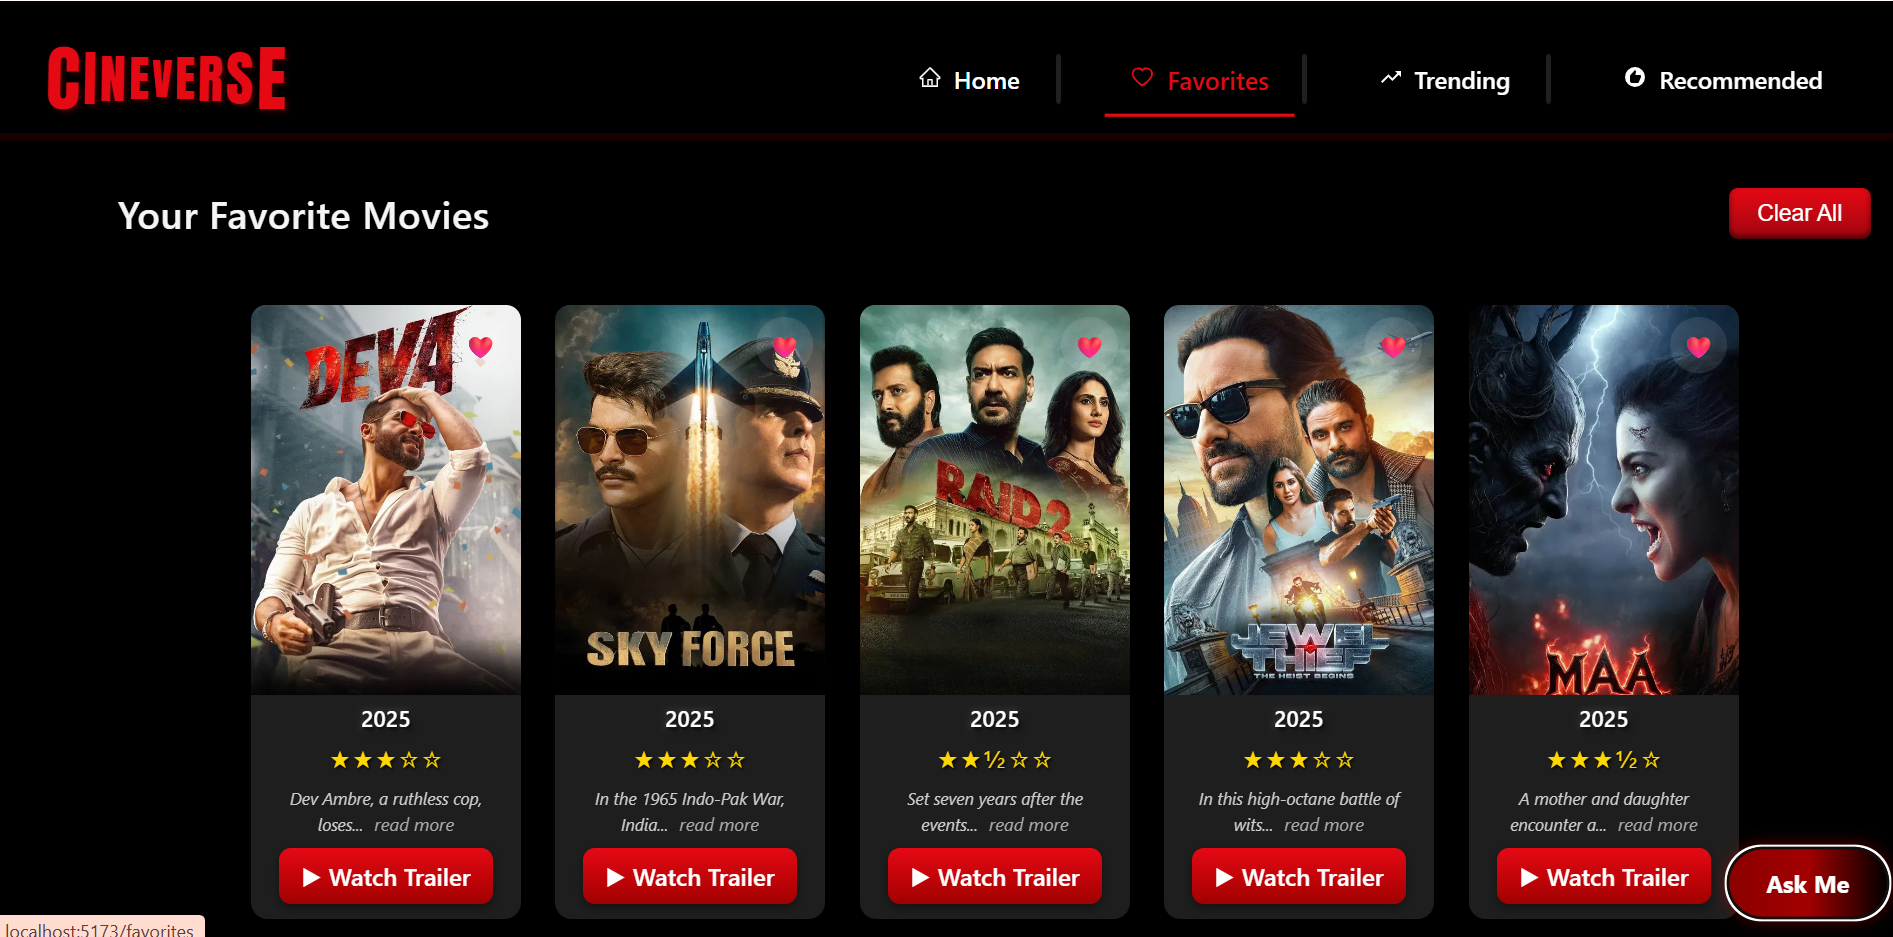 CINEVERSE
Home
Favorites
Trending
Recommended
Your Favorite Movies
Clear All
DEVA
SKY FORCE
RAID 2
JEWEL
THIEF
THE HEIST BEGINS
MAA
2025
★★★☆☆
Dev Ambre, a ruthless cop,
loses... read more
▶ Watch Trailer
2025
★★★☆☆
In the 1965 Indo-Pak War,
India... read more
▶ Watch Trailer
2025
★★½☆☆
Set seven years after the
events... read more
▶ Watch Trailer
2025
★★★☆☆
In this high-octane battle of
wits... read more
▶ Watch Trailer
2025
★★★½☆
A mother and daughter
encounter a... read more
▶ Watch Trailer
Ask Me
localhost:5173/favorites